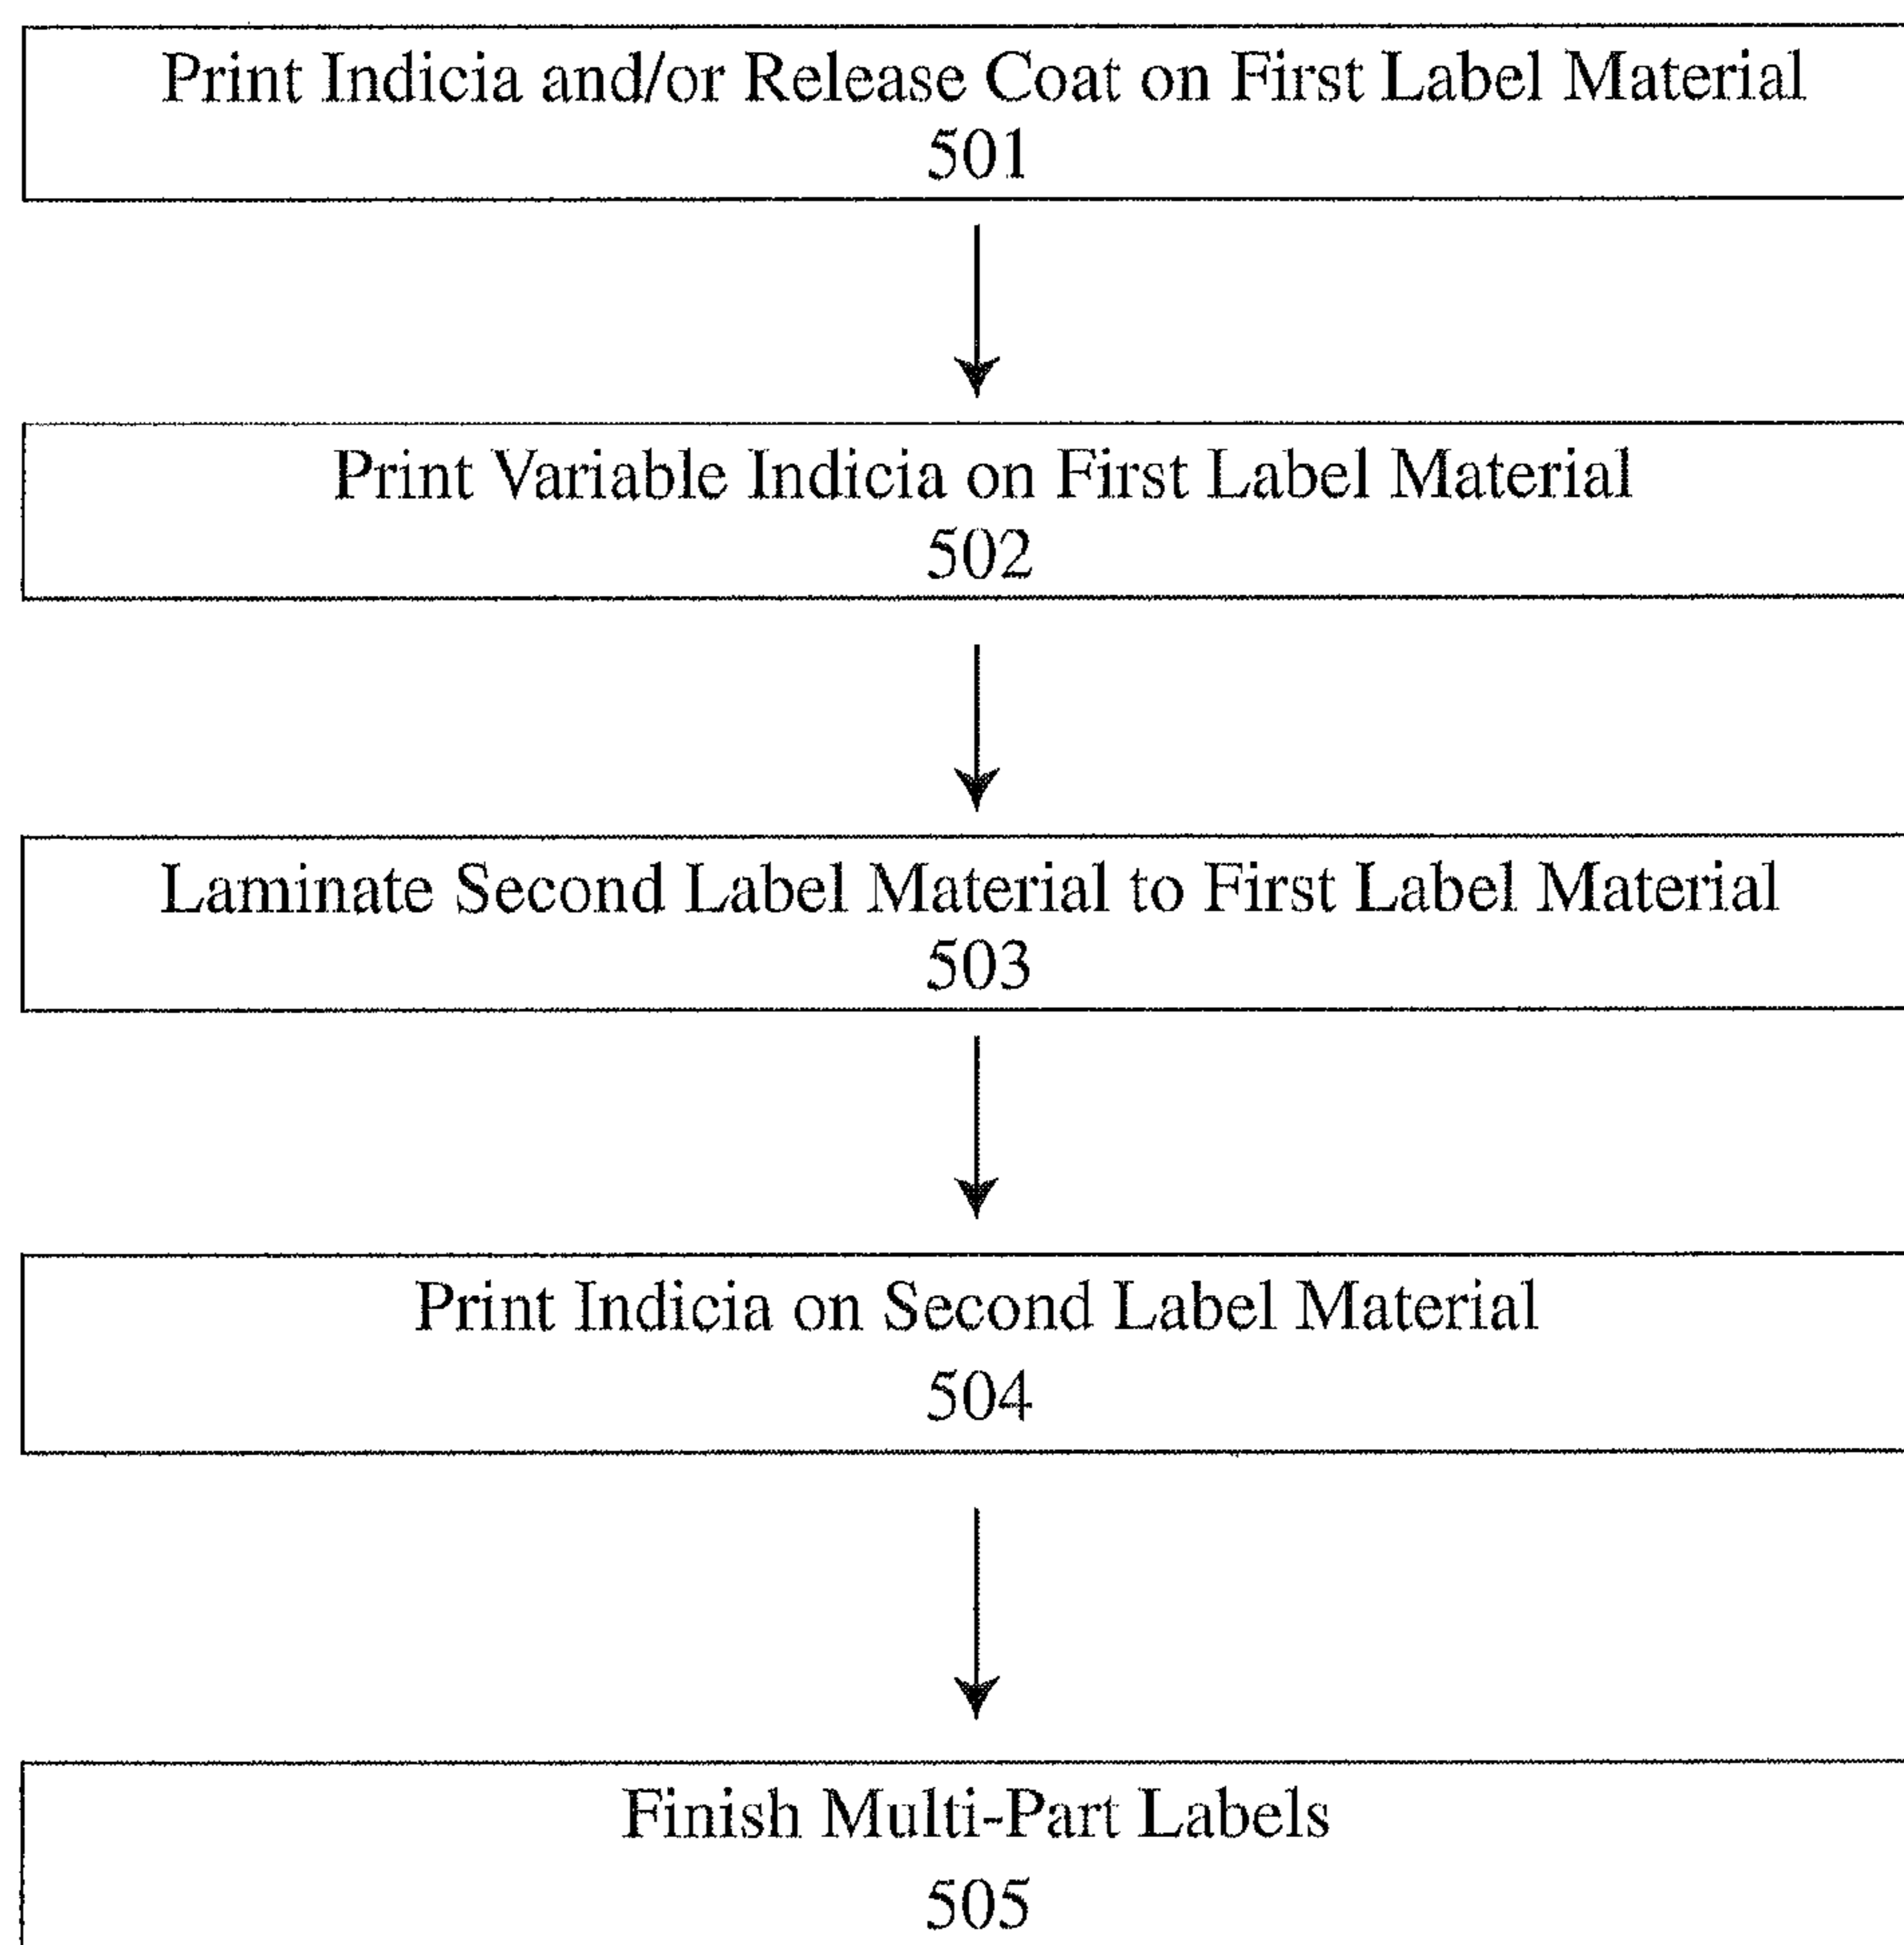 Print Indicia and/or Release Coat on First Label Material
501
Print Variable Indicia on First Label Material
502
Laminate Second Label Material to First Label Material
503
Print Indicia on Second Label Material
504
Finish Multi-Part Labels
505